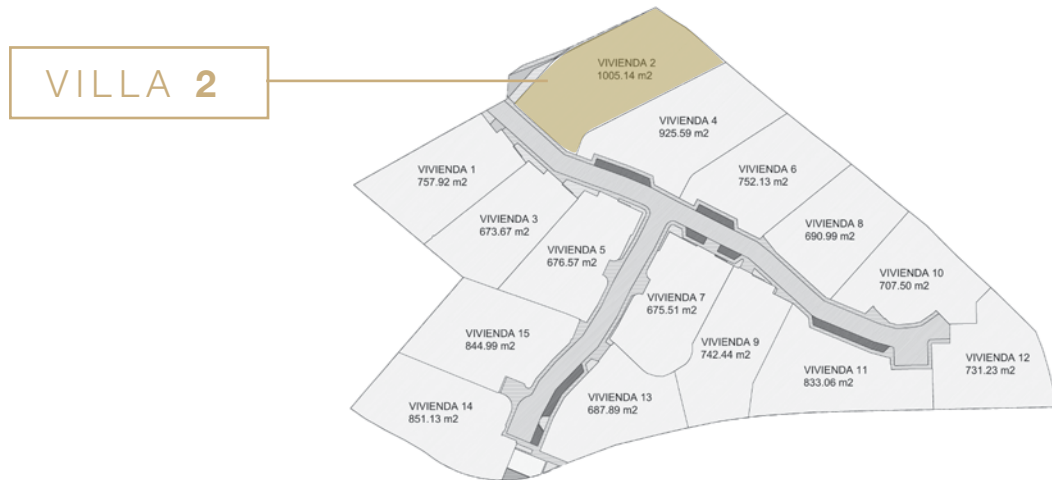 VILLA 2
VIVIENDA 2
1005.14 m2
VIVIENDA 4
925.59 m2
VIVIENDA 1
757.92 m2
VIVIENDA 6
752.13 m2
VIVIENDA 3
673.67 m2
VIVIENDA 8
690.99 m2
VIVIENDA 5
676.57 m2
VIVIENDA 10
707.50 m2
VIVIENDA 7
675.51 m2
VIVIENDA 15
844.99 m2
VIVIENDA 9
742.44 m2
VIVIENDA 12
731.23 m2
VIVIENDA 11
833.06 m2
VIVIENDA 13
687.89 m2
VIVIENDA 14
851.13 m2